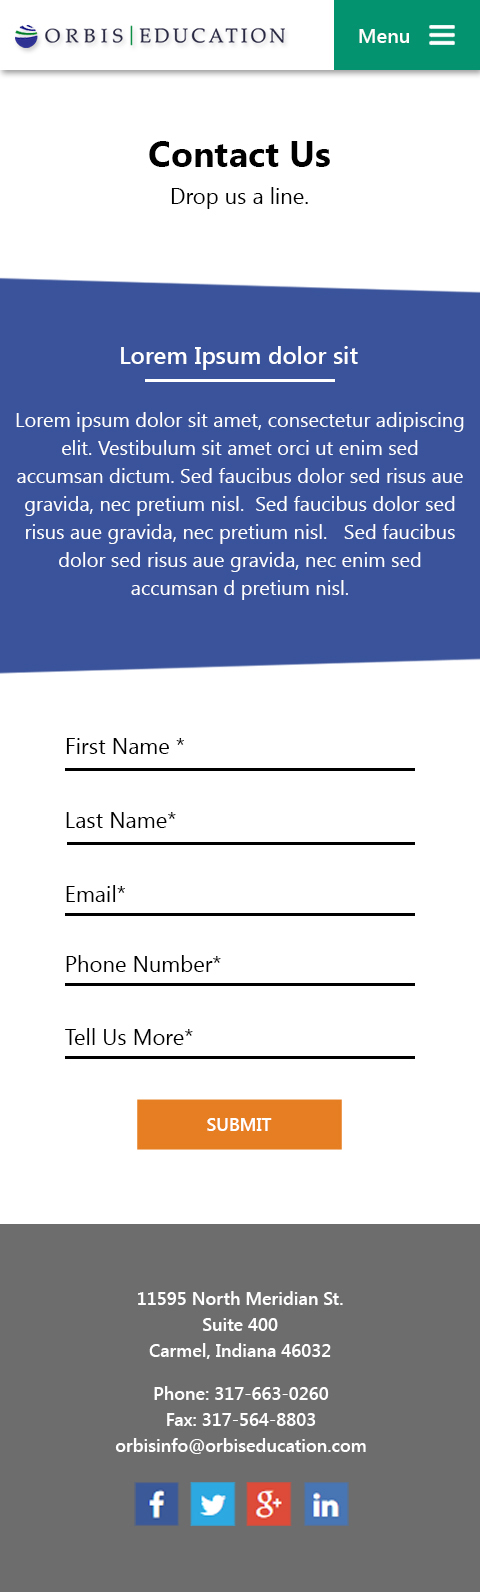 ORBIS|EDUCATION
Menu
Contact Us
Drop us a line.
Lorem Ipsum dolor sit
Lorem ipsum dolor sit amet, consectetur adipiscing
elit. Vestibulum sit amet orci ut enim sed
accumsan dictum. Sed faucibus dolor sed risus aue
gravida, nec pretium nisl.  Sed faucibus dolor sed
risus aue gravida, nec pretium nisl.   Sed faucibus
dolor sed risus aue gravida, nec enim sed
accumsan d pretium nisl.
First Name *
Last Name*
Email*
Phone Number*
Tell Us More*
SUBMIT
11595 North Meridian St.
Suite 400
Carmel, Indiana 46032
Phone: 317-663-0260
Fax: 317-564-8803
orbisinfo@orbiseducation.com
f g+ in